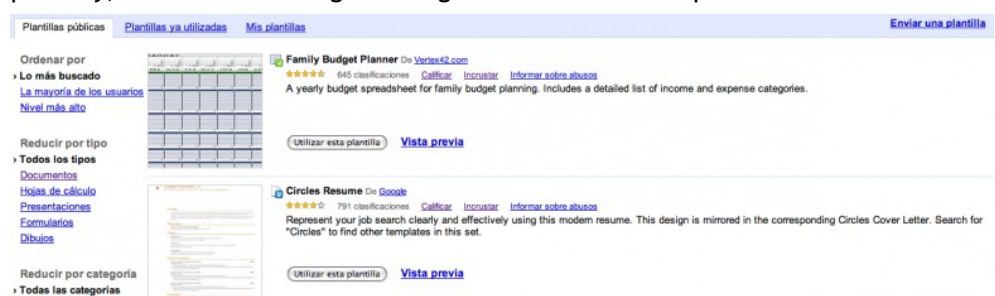 Plantillas públicas Plantillas ya utilizadas Mis plantillas Enviar una plantilla
Ordenar por
› Lo más buscado
La mayoría de los usuarios
Nivel más alto
Reducir por tipo
› Todos los tipos
Documentos
Hojas de cálculo
Presentaciones
Formularios
Dibujos
Reducir por categoría
› Todas las categorías
Family Budget Planner De Vertex42.com
645 clasificaciones Calificar Incrustar Informar sobre abusos
A yearly budget spreadsheet for family budget planning. Includes a detailed list of income and expense categories.
Utilizar esta plantilla Vista previa
Circles Resume De Google
791 clasificaciones Calificar Incrustar Informar sobre abusos
Represent your job search clearly and effectively using this modern resume. This design is mirrored in the corresponding Circles Cover Letter. Search for
"Circles" to find other templates in this set.
Utilizar esta plantilla Vista previa